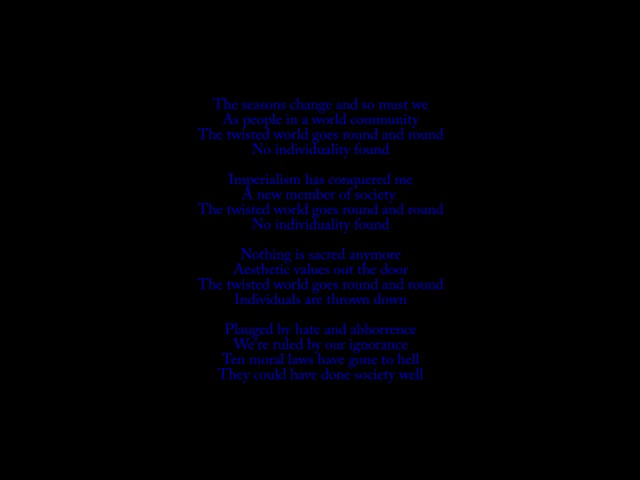 The seasons change and so must we
As people in a world community
The twisted world goes round and round
No individuality found
Imperialism has conquered me
A new member of society
The twisted world goes round and round
No individuality found
Nothing is sacred anymore
Aesthetic values out the door
The twisted world goes round and round
Individuals are thrown down
Plauged by hate and abhorrence
We're ruled by our ignorance
Ten moral laws have gone to hell
They could have done society well